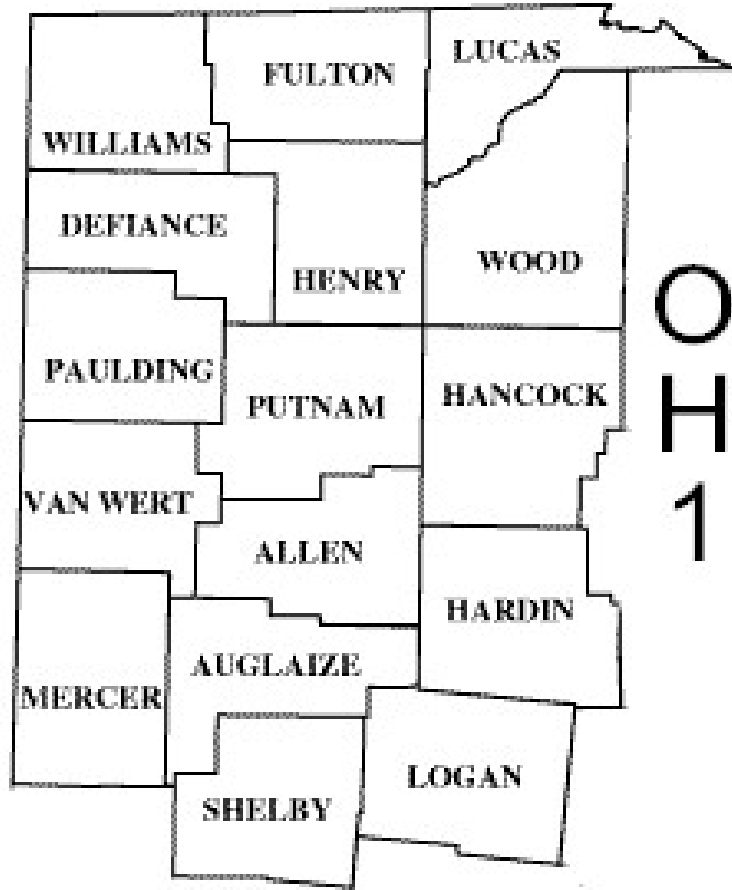 LUCAS
FULTON
WILLIAMS
DEFIANCE
WOOD
HENRY
PAULDING
HANCOCK
PUTNAM
VAN WERT
ALLEN
HARDIN
AUGLAIZE
MERCER
LOGAN
SHELBY
O
H
1